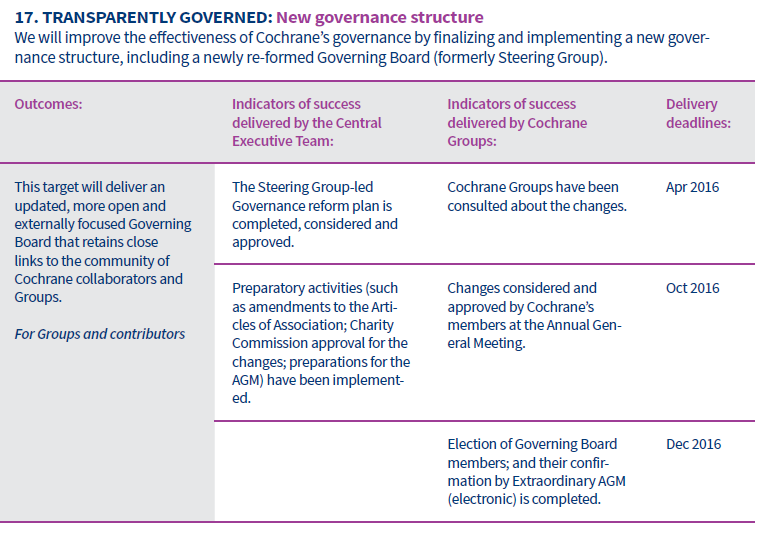 17. TRANSPARENTLY GOVERNED: New governance structure
We will improve the effectiveness of Cochrane’s governance by finalizing and implementing a new gover-
nance structure, including a newly re-formed Governing Board (formerly Steering Group).
Outcomes:
Indicators of success
delivered by the Central
Executive Team:
Indicators of success
delivered by Cochrane
Groups:
Delivery
deadlines:
This target will deliver an
updated, more open and
externally focused Governing
Board that retains close
links to the community of
Cochrane collaborators and
Groups.
For Groups and contributors
The Steering Group-led
Governance reform plan is
completed, considered and
approved.
Cochrane Groups have been
consulted about the changes.
Apr 2016
Preparatory activities (such
as amendments to the Arti-
cles of Association; Charity
Commission approval for the
changes; preparations for the
AGM) have been implement-
ed.
Changes considered and
approved by Cochrane’s
members at the Annual Gen-
eral Meeting.
Oct 2016
Election of Governing Board
members; and their confir-
mation by Extraordinary AGM
(electronic) is completed.
Dec 2016